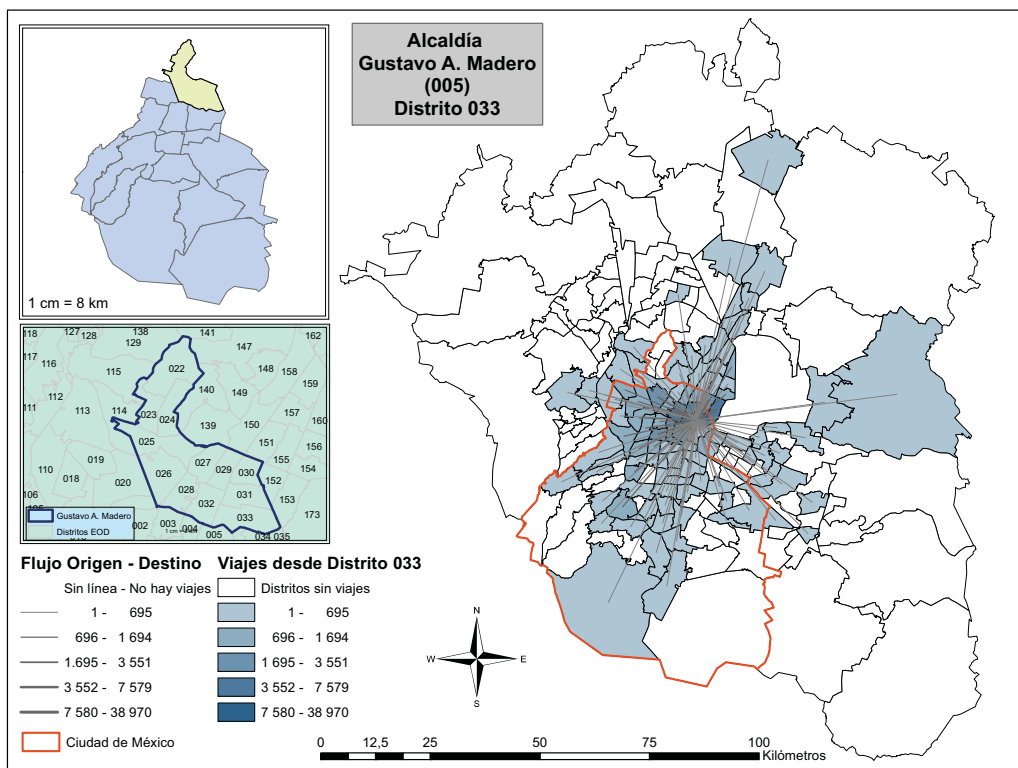 Alcaldía
Gustavo A. Madero
(005)
Distrito 033
1 cm = 8 km
118 127 128 138 129 141 162
117 116 115 022 147 148 158
112 140 149 159
111 113 114 023 024 139 150 157 160
025 151 156
110 019 026 027 029 030 155 154
018 020 028 152
106 031 153
032 173
002 003 004 033
005 034 035
1 cm = 8 km
Gustavo A. Madero
Distritos EOD
Flujo Origen - Destino
Sin línea - No hay viajes
1 - 695
696 - 1 694
1.695 - 3 551
3 552 - 7 579
7 580 - 38 970
Ciudad de México
Viajes desde Distrito 033
Distritos sin viajes
1 - 695
696 - 1 694
1 695 - 3 551
3 552 - 7 579
7 580 - 38 970
N
W E
S
0 12,5 25 50 75 100
Kilómetros